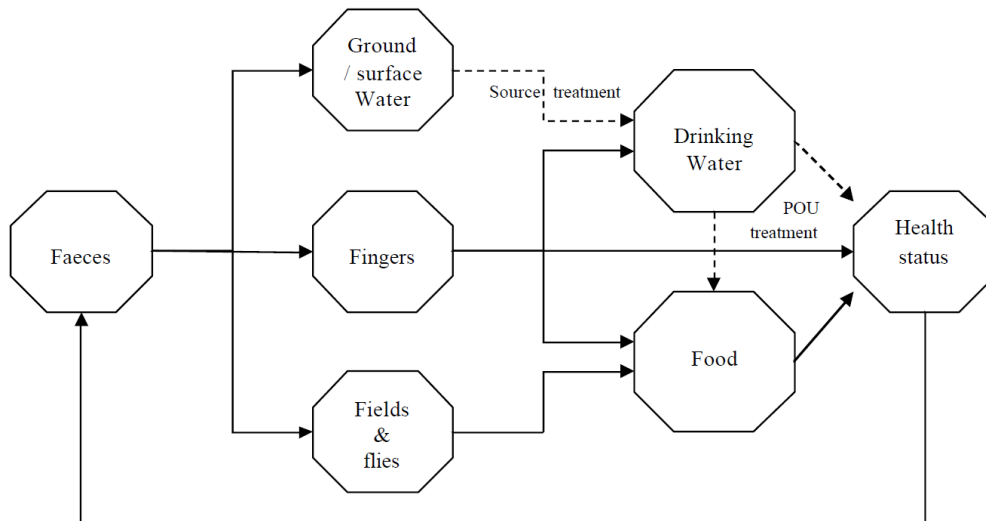 Ground
/ surface
Water
Source treatment
Drinking
Water
POU
treatment
Faeces
Fingers
Health
status
Food
Fields
&
flies